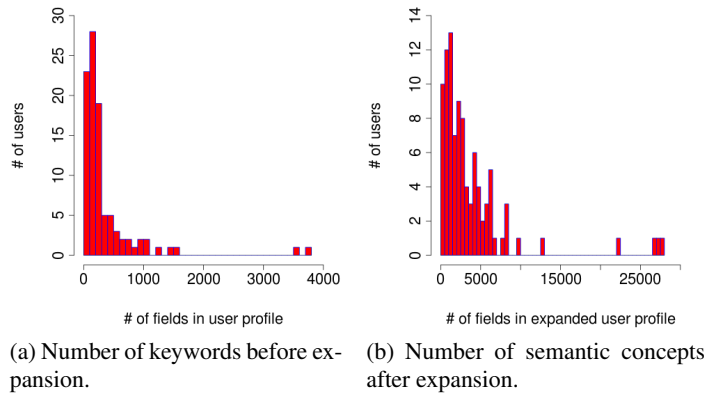 # of users
30
25
20
15
10
5
0
0 1000 2000 3000 4000
# of fields in user profile
(a) Number of keywords before ex-
pansion.
# of users
14
12
10
8
6
4
2
0
0 5000 15000 25000
# of fields in expanded user profile
(b) Number of semantic concepts
after expansion.